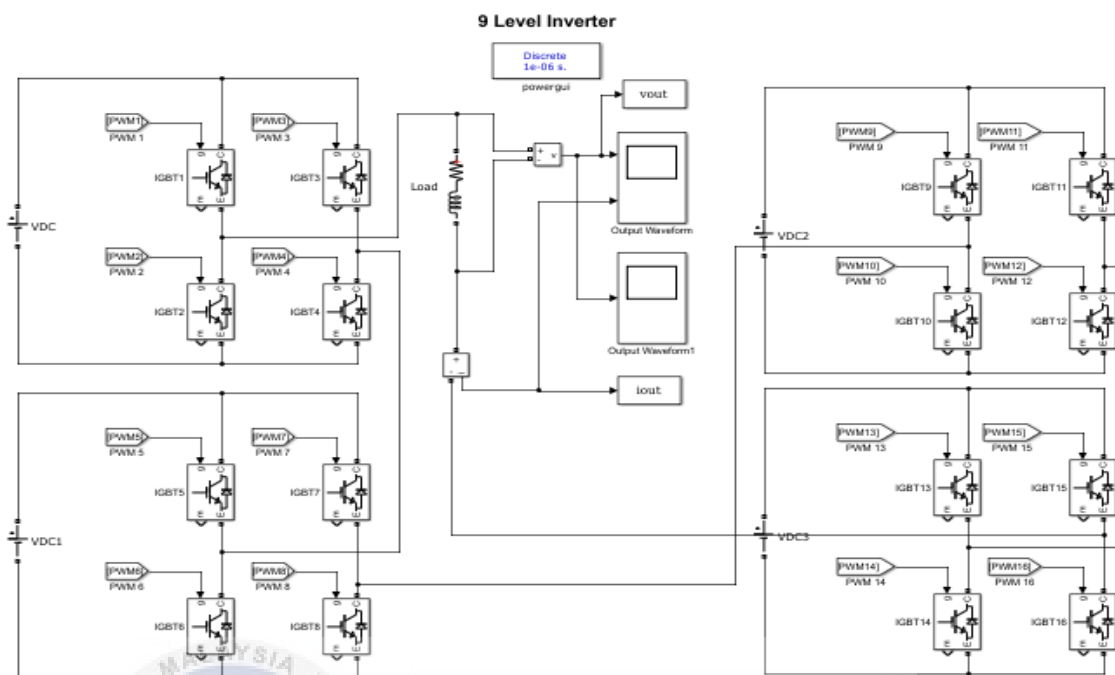 9 Level Inverter
Discrete
1e-06 s.
powergui
vout
[PWM1]
PWM 1
[PWM3]
PWM 3
g
C
E
m
IGBT1
g
C
E
m
IGBT3
VDC
[PWM2]
PWM 2
[PWM4]
PWM 4
g
C
E
m
IGBT2
g
C
E
m
IGBT4
Load
+
-
v
Output Waveform
Output Waveform1
+
-
i
iout
[PWM9]
PWM 9
[PWM11]
PWM 11
g
C
E
m
IGBT9
g
C
E
m
IGBT11
VDC2
[PWM10]
PWM 10
[PWM12]
PWM 12
g
C
E
m
IGBT10
g
C
E
m
IGBT12
[PWM5]
PWM 5
[PWM7]
PWM 7
g
C
E
m
IGBT5
g
C
E
m
IGBT7
VDC1
[PWM6]
PWM 6
[PWM8]
PWM 8
g
C
E
m
IGBT6
g
C
E
m
IGBT8
[PWM13]
PWM 13
[PWM15]
PWM 15
g
C
E
m
IGBT13
g
C
E
m
IGBT15
VDC3
[PWM14]
PWM 14
[PWM16]
PWM 16
g
C
E
m
IGBT14
g
C
E
m
IGBT16
MALAYSIA